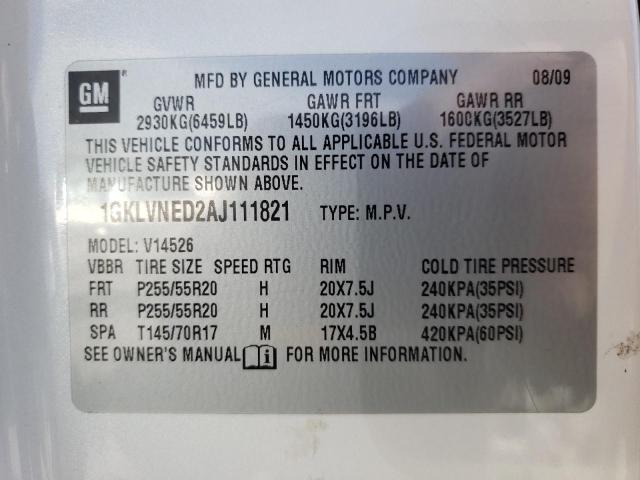 GM ® MFD BY GENERAL MOTORS COMPANY 08/09
GVWR GAWR FRT GAWR RR
2930KG(6459LB) 1450KG(3196LB) 1600KG(3527LB)
THIS VEHICLE CONFORMS TO ALL APPLICABLE U.S. FEDERAL MOTOR
VEHICLE SAFETY STANDARDS IN EFFECT ON THE DATE OF
MANUFACTURE SHOWN ABOVE.
1GKLVNED2AJ111821 TYPE: M.P.V.
MODEL: V14526
VBBR TIRE SIZE SPEED RTG RIM COLD TIRE PRESSURE
FRT P255/55R20 H 20X7.5J 240KPA(35PSI)
RR P255/55R20 H 20X7.5J 240KPA(35PSI)
SPA T145/70R17 M 17X4.5B 420KPA(60PSI)
SEE OWNER'S MANUAL i FOR MORE INFORMATION.